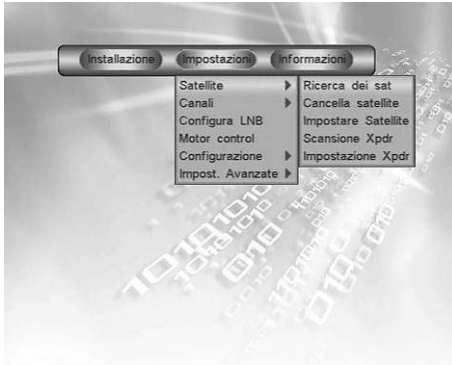 Installazione Impostazioni Informazioni
Satellite
Canali
Configura LNB
Motor control
Configurazione
Impost. Avanzate
Ricerca dei sat
Cancella satellite
Impostare Satellite
Scansione Xpdr
Impostazione Xpdr